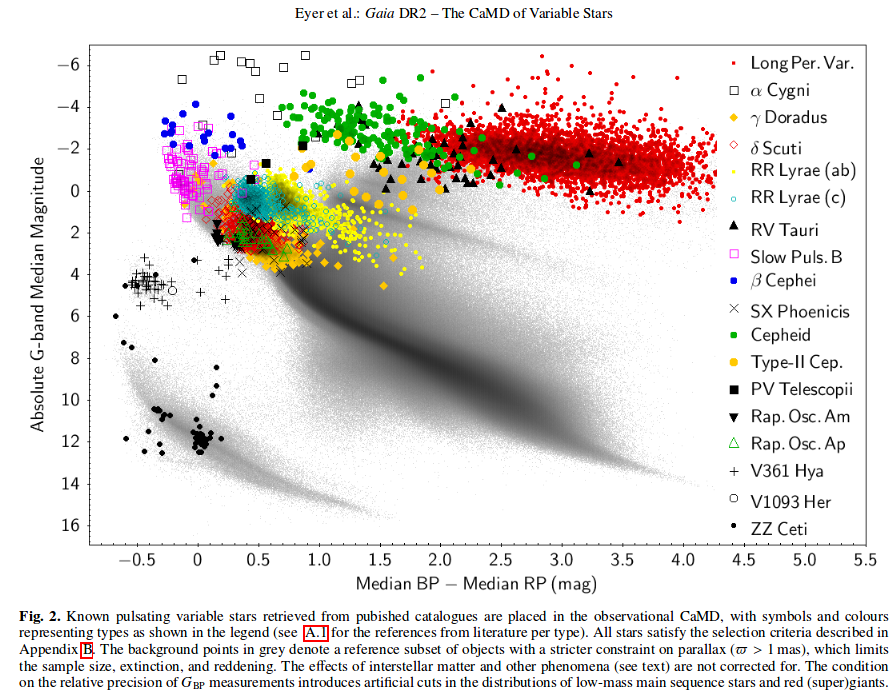 Eyer et al.: Gaia DR2 – The CaMD of Variable Stars
−6
−4
−2
0
2
4
6
8
10
12
14
16
Absolute G-band Median Magnitude
−0.5 0 0.5 1.0 1.5 2.0 2.5 3.0 3.5 4.0 4.5 5.0 5.5
Median BP − Median RP (mag)
Long Per. Var.
α Cygni
γ Doradus
δ Scuti
RR Lyrae (ab)
RR Lyrae (c)
RV Tauri
Slow Puls. B
β Cephei
SX Phoenicis
Cepheid
Type-II Cep.
PV Telescopii
Rap. Osc. Am
Rap. Osc. Ap
V361 Hya
V1093 Her
ZZ Ceti
Fig. 2. Known pulsating variable stars retrieved from pubished catalogues are placed in the observational CaMD, with symbols and colours
representing types as shown in the legend (see A.1 for the references from literature per type). All stars satisfy the selection criteria described in
Appendix B. The background points in grey denote a reference subset of objects with a stricter constraint on parallax (ϖ > 1 mas), which limits
the sample size, extinction, and reddening. The effects of interstellar matter and other phenomena (see text) are not corrected for. The condition
on the relative precision of G_BP measurements introduces artificial cuts in the distributions of low-mass main sequence stars and red (super)giants.